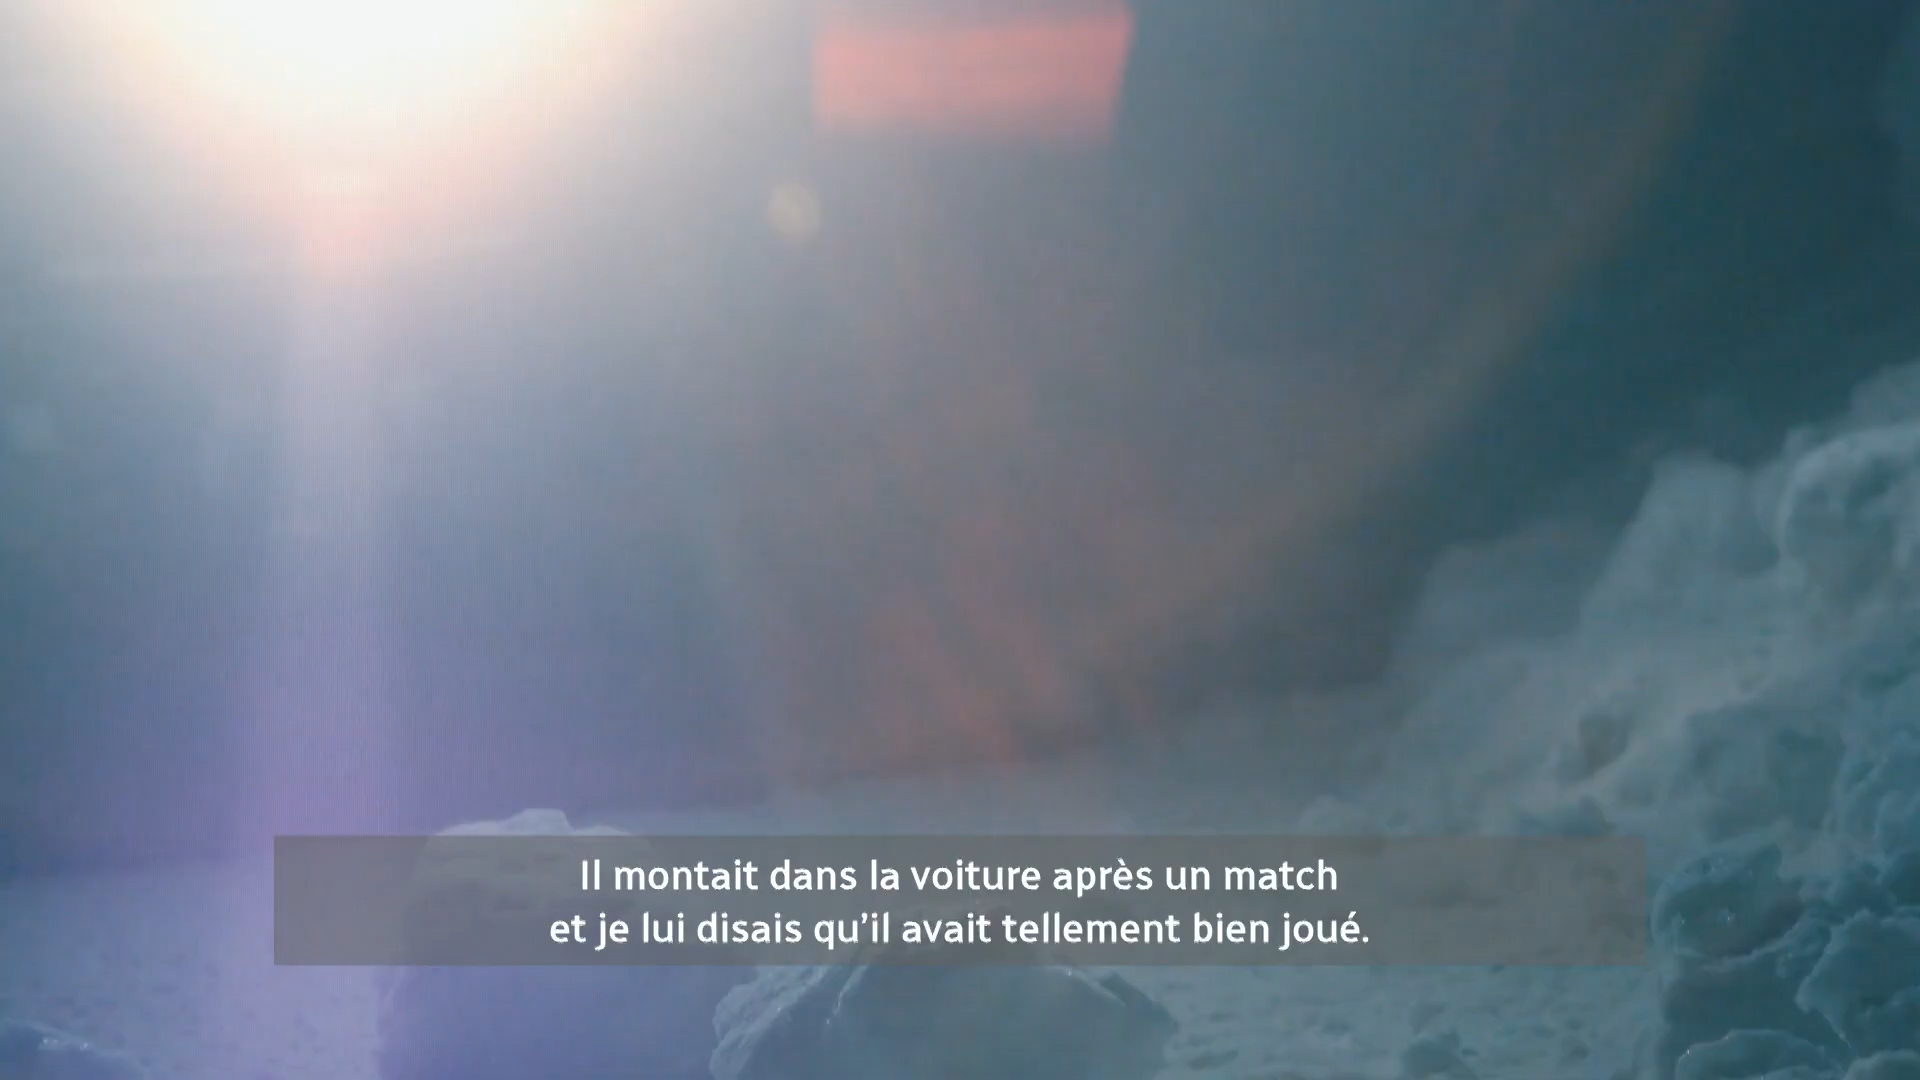 Il montait dans la voiture après un match
et je lui disais qu’il avait tellement bien joué.